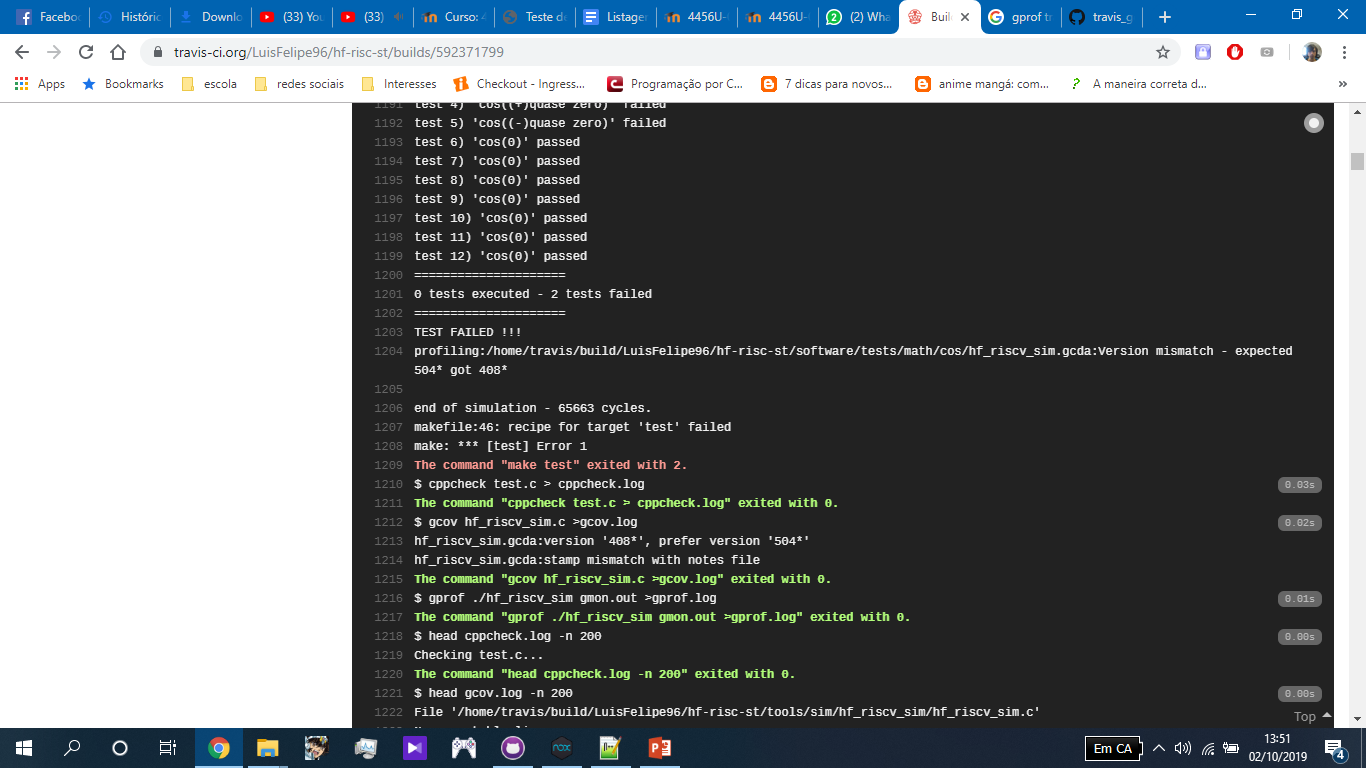 Facebo
Históric
Downlo
(33) You
(33)
Curso: 4
Teste de
Listagen
4456U-
4456U-
(2) Wha
Buil
gprof tr
travis_g
travis-ci.org/LuisFelipe96/hf-risc-st/builds/592371799
Apps
Bookmarks
escola
redes sociais
Interesses
Checkout - Ingress...
Programação por C...
7 dicas para novos...
anime mangá: com...
A maneira correta d...
»
1191 test 4) 'cos((+)quase zero)' failed
1192 test 5) 'cos((-)quase zero)' failed
1193 test 6) 'cos(0)' passed
1194 test 7) 'cos(0)' passed
1195 test 8) 'cos(0)' passed
1196 test 9) 'cos(0)' passed
1197 test 10) 'cos(0)' passed
1198 test 11) 'cos(0)' passed
1199 test 12) 'cos(0)' passed
1200 =====================
1201 0 tests executed - 2 tests failed
1202 =====================
1203 TEST FAILED !!!
1204 profiling:/home/travis/build/LuisFelipe96/hf-risc-st/software/tests/math/cos/hf_riscv_sim.gcda:Version mismatch - expected
504* got 408*
1205
1206 end of simulation - 65663 cycles.
1207 makefile:46: recipe for target 'test' failed
1208 make: *** [test] Error 1
1209 The command "make test" exited with 2.
1210 $ cppcheck test.c > cppcheck.log 0.03s
1211 The command "cppcheck test.c > cppcheck.log" exited with 0.
1212 $ gcov hf_riscv_sim.c >gcov.log 0.02s
1213 hf_riscv_sim.gcda:version '408*', prefer version '504*'
1214 hf_riscv_sim.gcda:stamp mismatch with notes file
1215 The command "gcov hf_riscv_sim.c >gcov.log" exited with 0.
1216 $ gprof ./hf_riscv_sim gmon.out >gprof.log 0.01s
1217 The command "gprof ./hf_riscv_sim gmon.out >gprof.log" exited with 0.
1218 $ head cppcheck.log -n 200 0.00s
1219 Checking test.c...
1220 The command "head cppcheck.log -n 200" exited with 0.
1221 $ head gcov.log -n 200 0.00s
1222 File '/home/travis/build/LuisFelipe96/hf-risc-st/tools/sim/hf_riscv_sim/hf_riscv_sim.c'
Top
nox
Em CA
13:51
02/10/2019
4